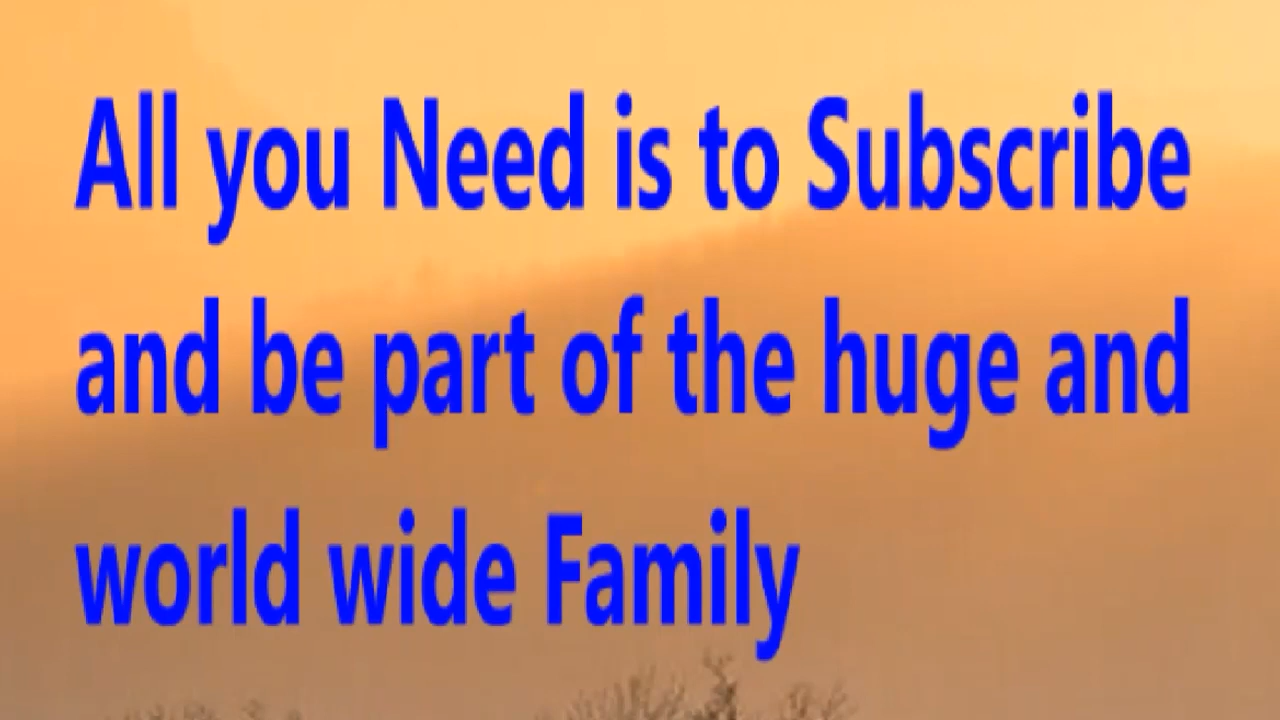 All you Need is to Subscribe
and be part of the huge and
world wide Family